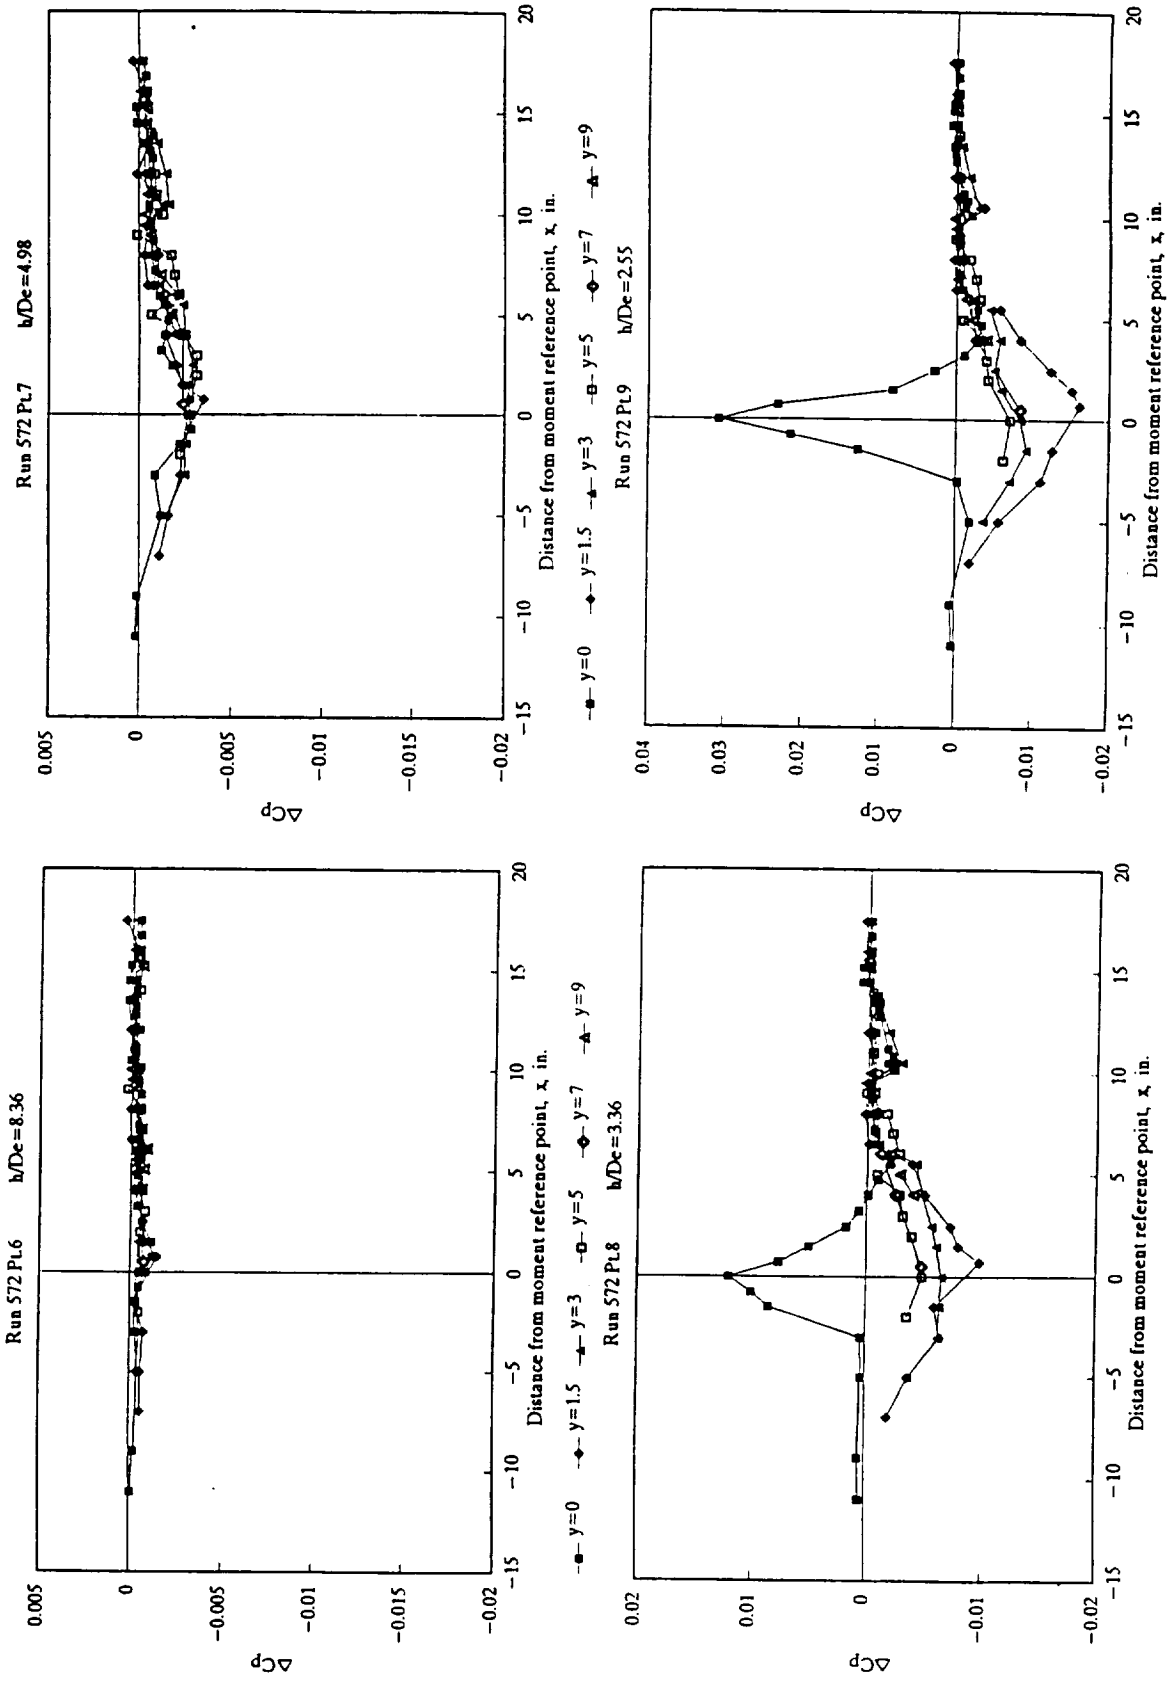 Run 572 Pt.6 h/De=8.36
0.005
0
−0.005
−0.01
−0.015
−0.02
ΔCp
−15 −10 −5 0 5 10 15 20
Distance from moment reference point, x, in.
Run 572 Pt.7 h/De=4.98
0.005
0
−0.005
−0.01
−0.015
−0.02
ΔCp
−15 −10 −5 0 5 10 15 20
Distance from moment reference point, x, in.
y=0 y=1.5 y=3 y=5 y=7 y=9
y=0 y=1.5 y=3 y=5 y=7 y=9
Run 572 Pt.8 h/De=3.36
0.02
0.01
0
−0.01
−0.02
ΔCp
−15 −10 −5 0 5 10 15 20
Distance from moment reference point, x, in.
Run 572 Pt.9 h/De=2.55
0.04
0.03
0.02
0.01
0
−0.01
−0.02
ΔCp
−15 −10 −5 0 5 10 15 20
Distance from moment reference point, x, in.